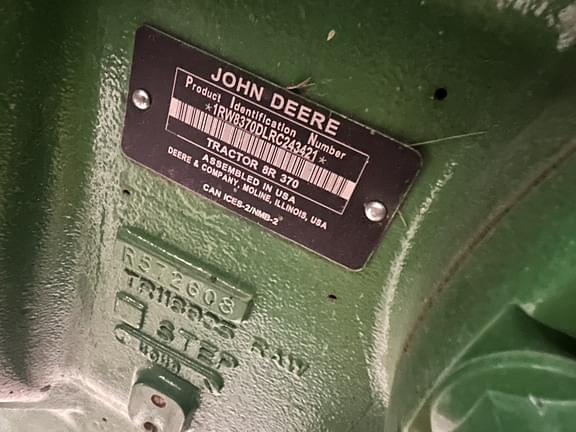 JOHN DEERE
Product Identification Number
*1RW8370DLRC243421*
TRACTOR 8R 370
ASSEMBLED IN USA
DEERE & COMPANY, MOLINE, ILLINOIS, USA
CAN ICES-2/NMB-2
R572608
RAW
STEP